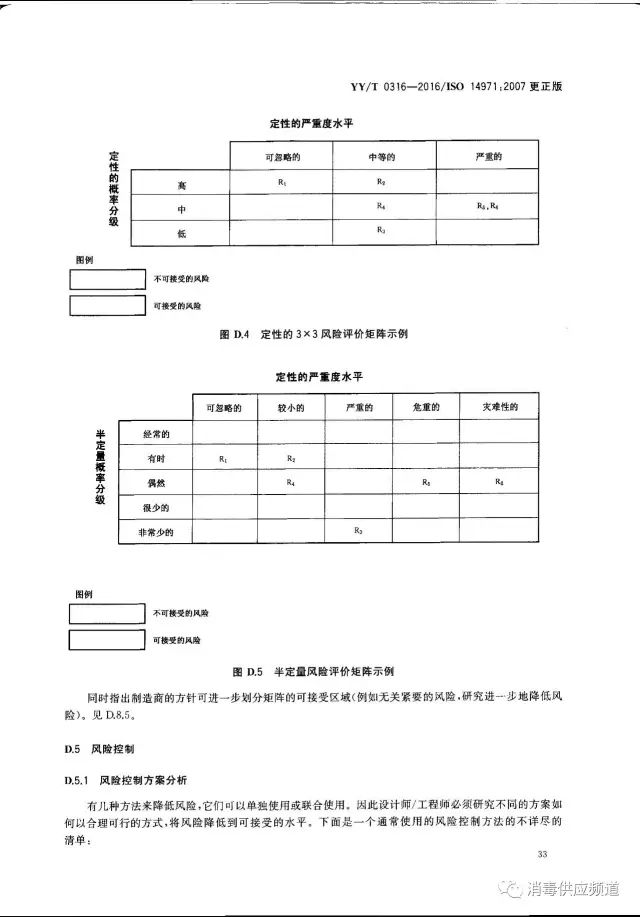 YY/T 0316—2016/ISO 14971:2007 更正版
定性的严重度水平
定性的概率分级
可忽略的 中等的 严重的
高 R1 R2
中 R4 R5,R6
低 R3
图例
不可接受的风险
可接受的风险
图 D.4 定性的 3×3 风险评价矩阵示例
定性的严重度水平
半定量概率分级
可忽略的 较小的 严重的 危重的 灾难性的
经常的
有时 R1 R2
偶然 R4 R5 R6
很少的
非常少的 R3
图例
不可接受的风险
可接受的风险
图 D.5 半定量风险评价矩阵示例
同时指出制造商的方针可进一步划分矩阵的可接受区域(例如无关紧要的风险,研究进一步地降低风
险)。见 D.8.5。
D.5 风险控制
D.5.1 风险控制方案分析
有几种方法来降低风险,它们可以单独使用或联合使用。因此设计师/工程师必须研究不同的方案如
何以合理可行的方式,将风险降低到可接受的水平。下面是一个通常使用的风险控制方法的不详尽的
清单:
33
消毒供应频道